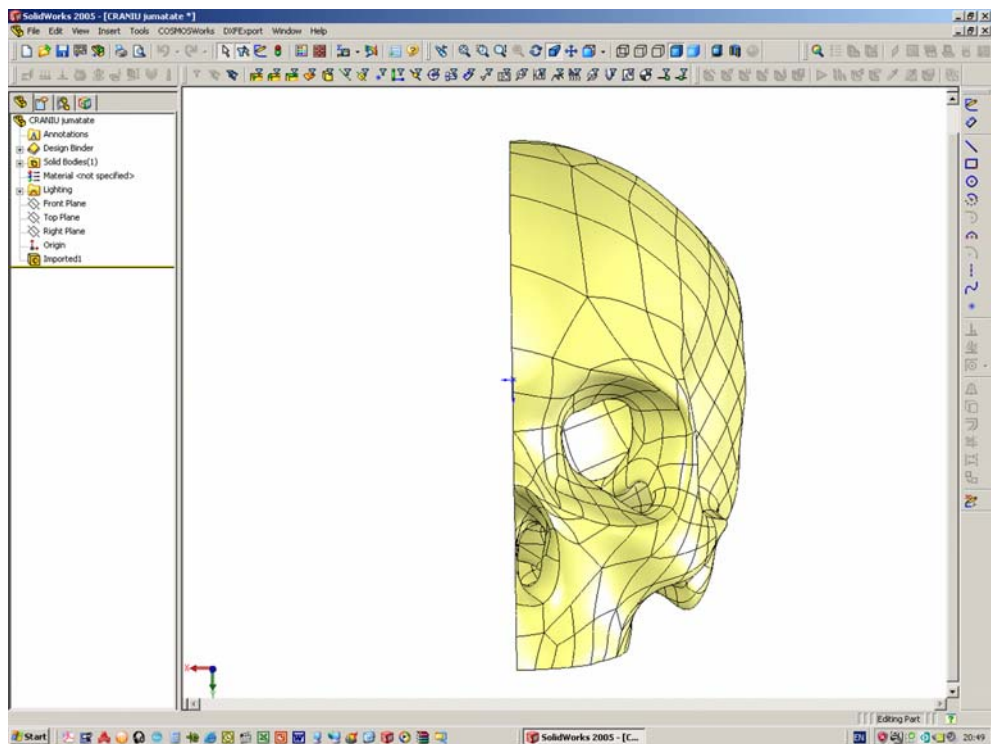 SolidWorks 2005 - [CRANIU jumatate *]
File Edit View Insert Tools COSMOSWorks DXFExport Window Help
CRANIU jumatate
Annotations
Design Binder
Solid Bodies(1)
Material <not specified>
Lighting
Front Plane
Top Plane
Right Plane
Origin
Imported1
X
Y
Editing Part
Start
SolidWorks 2005 - [C...
EN
20:49